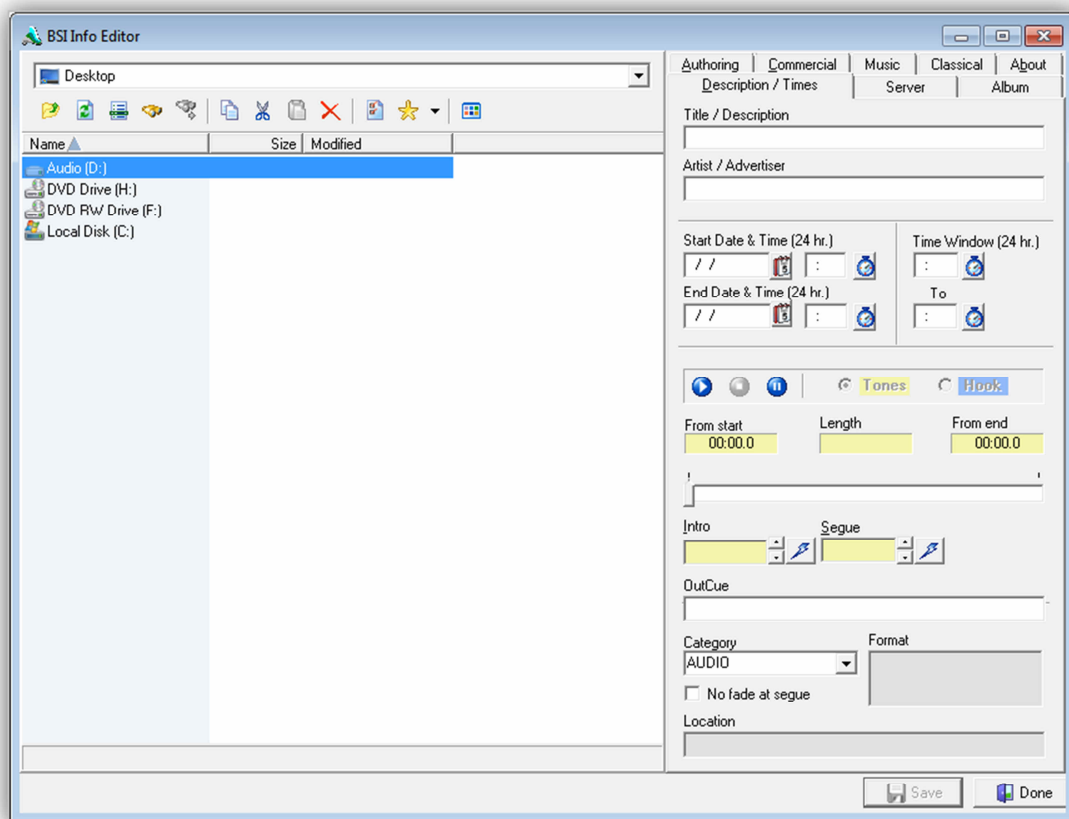 BSI Info Editor
Desktop
Name Size Modified
Audio (D:)
DVD Drive (H:)
DVD RW Drive (F:)
Local Disk (C:)
Authoring Commercial Music Classical About
Description / Times Server Album
Title / Description
Artist / Advertiser
Start Date & Time (24 hr.) Time Window (24 hr.)
/ / : :
End Date & Time (24 hr.) To
/ / : :
Tones Hook
From start Length From end
00:00.0 00:00.0
Intro Segue
OutCue
Category Format
AUDIO
No fade at segue
Location
Save Done